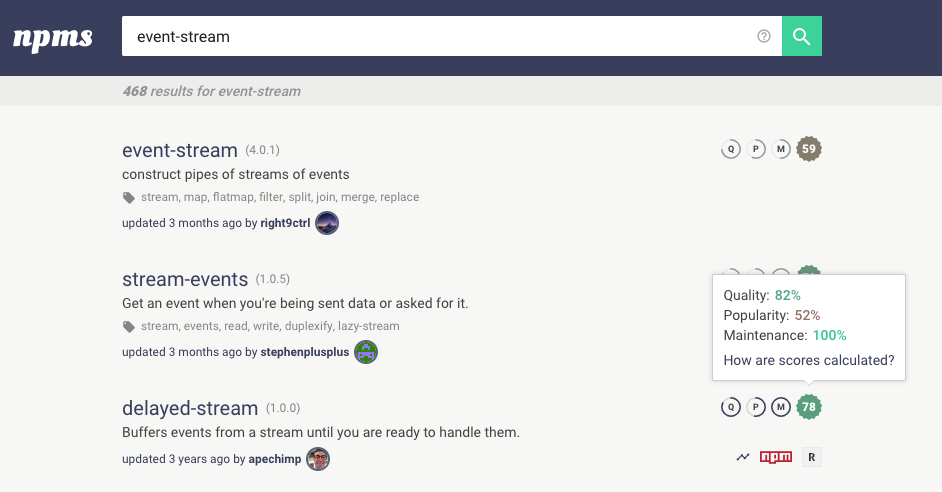 npms
event-stream
?
468 results for event-stream
event-stream (4.0.1)
Q P M 59
construct pipes of streams of events
stream, map, flatmap, filter, split, join, merge, replace
updated 3 months ago by right9ctrl
stream-events (1.0.5)
Get an event when you're being sent data or asked for it.
stream, events, read, write, duplexify, lazy-stream
updated 3 months ago by stephenplusplus
Quality: 82%
Popularity: 52%
Maintenance: 100%
How are scores calculated?
delayed-stream (1.0.0)
Q P M 78
Buffers events from a stream until you are ready to handle them.
updated 3 years ago by apechimp
npm R